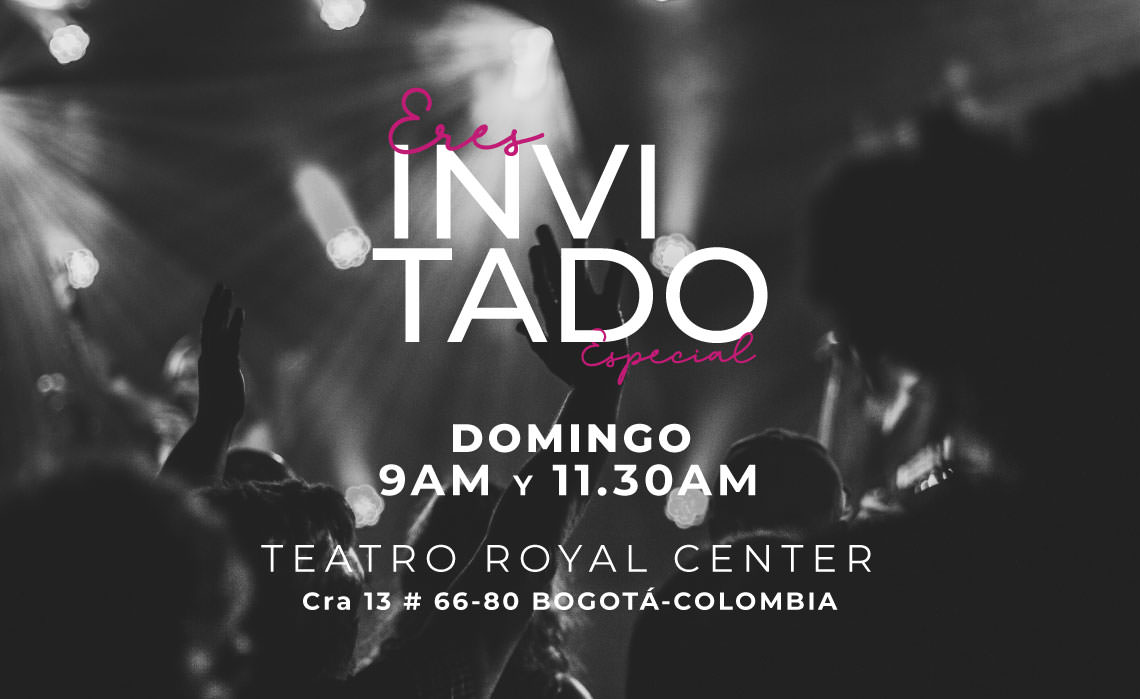 Eres
INVI
TADO
Especial
DOMINGO
9AM Y 11.30AM
TEATRO ROYAL CENTER
Cra 13 # 66-80 BOGOTÁ-COLOMBIA